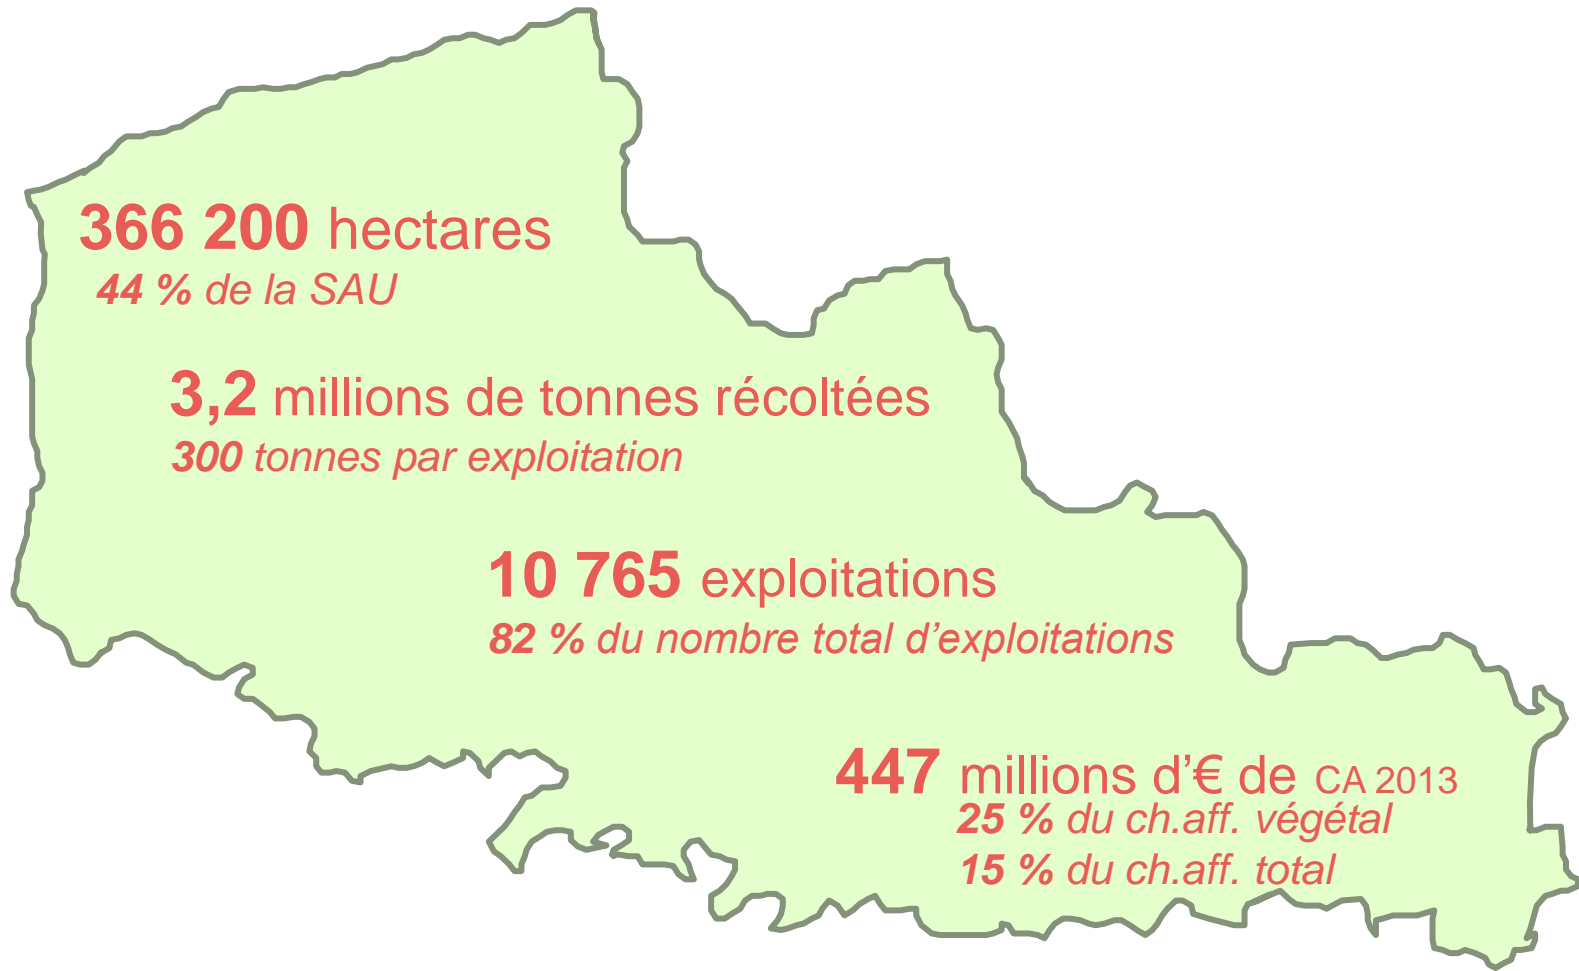 366 200 hectares
44 % de la SAU
3,2 millions de tonnes récoltées
300 tonnes par exploitation
10 765 exploitations
82 % du nombre total d’exploitations
447 millions d’€ de CA 2013
25 % du ch.aff. végétal
15 % du ch.aff. total